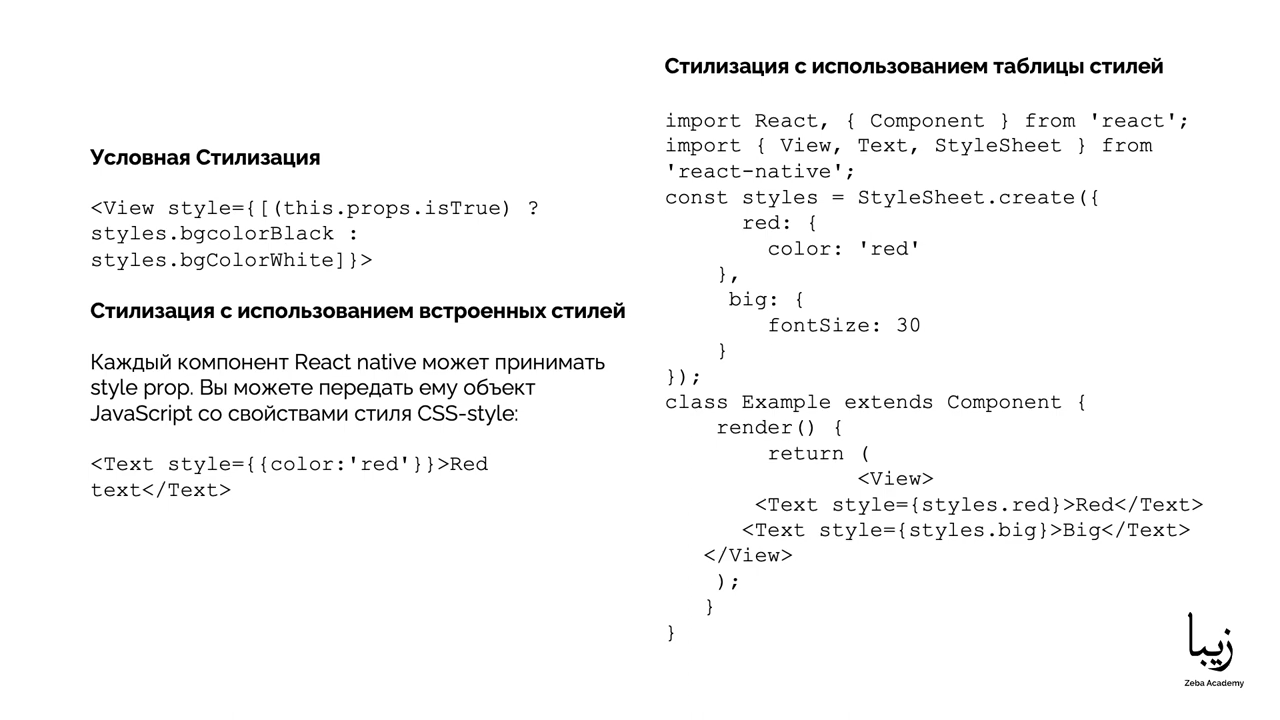 Условная Стилизация
<View style={[(this.props.isTrue) ?
styles.bgcolorBlack :
styles.bgColorWhite]}>
Стилизация с использованием встроенных стилей
Каждый компонент React native может принимать
style prop. Вы можете передать ему объект
JavaScript со свойствами стиля CSS-style:
<Text style={{color:'red'}}>Red
text</Text>
Стилизация с использованием таблицы стилей
import React, { Component } from 'react';
import { View, Text, StyleSheet } from
'react-native';
const styles = StyleSheet.create({
red: {
color: 'red'
},
big: {
fontSize: 30
}
});
class Example extends Component {
render() {
return (
<View>
<Text style={styles.red}>Red</Text>
<Text style={styles.big}>Big</Text>
</View>
);
}
}
زیبا
Zeba Academy